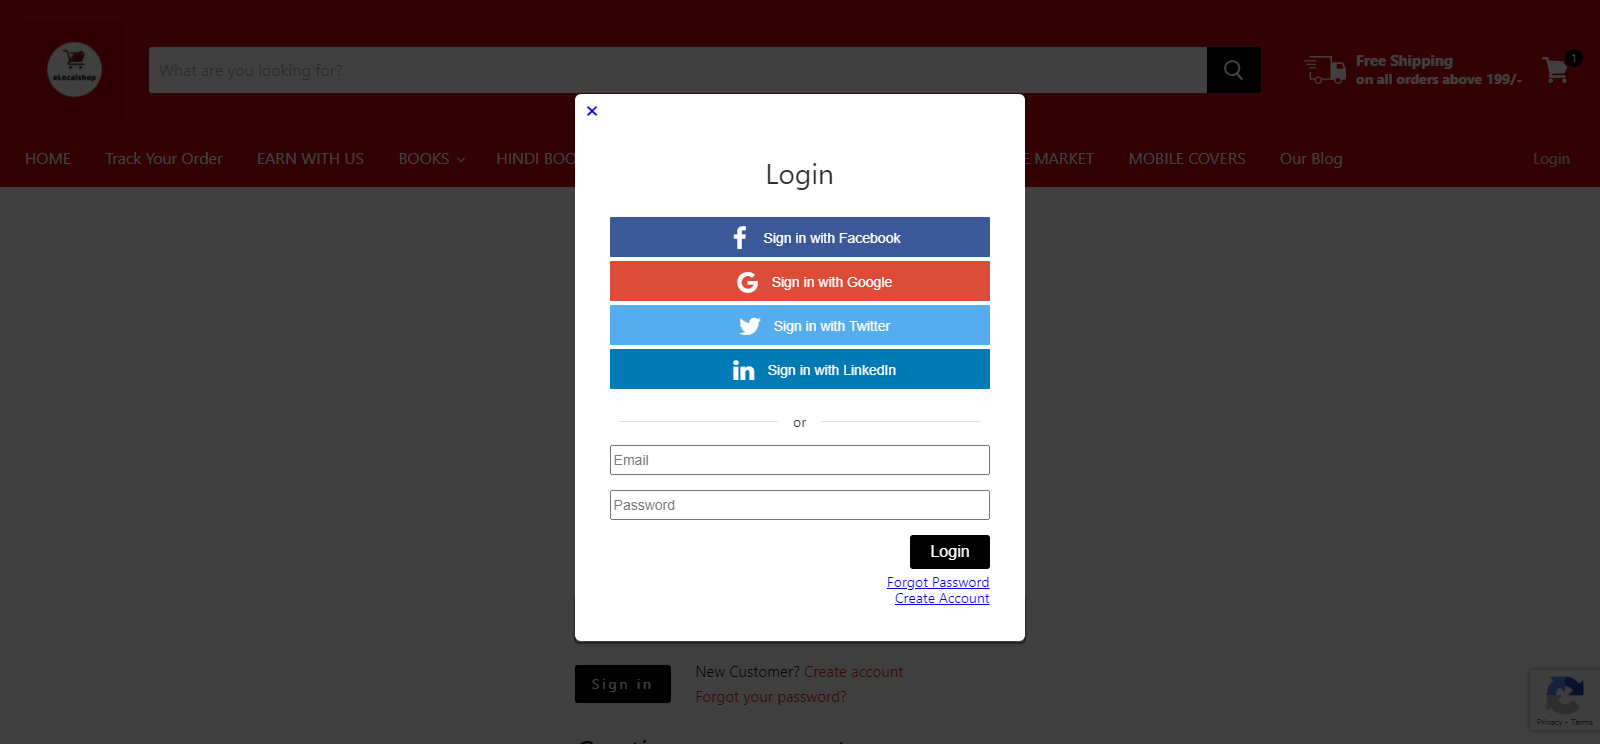 eLocalshop
What are you looking for?
Free Shipping
on all orders above 199/-
1
HOME
Track Your Order
EARN WITH US
BOOKS
HINDI BOO
E MARKET
MOBILE COVERS
Our Blog
Login
×
Login
Sign in with Facebook
Sign in with Google
Sign in with Twitter
Sign in with LinkedIn
or
Email
Password
Login
Forgot Password
Create Account
Sign in
New Customer? Create account
Forgot your password?
Privacy - Terms